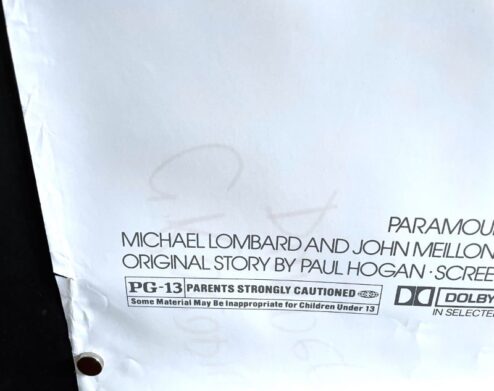 PARAMOU
MICHAEL LOMBARD AND JOHN MEILLON
ORIGINAL STORY BY PAUL HOGAN · SCREE
PG-13 PARENTS STRONGLY CAUTIONED
Some Material May Be Inappropriate for Children Under 13
DOLBY
IN SELECTE